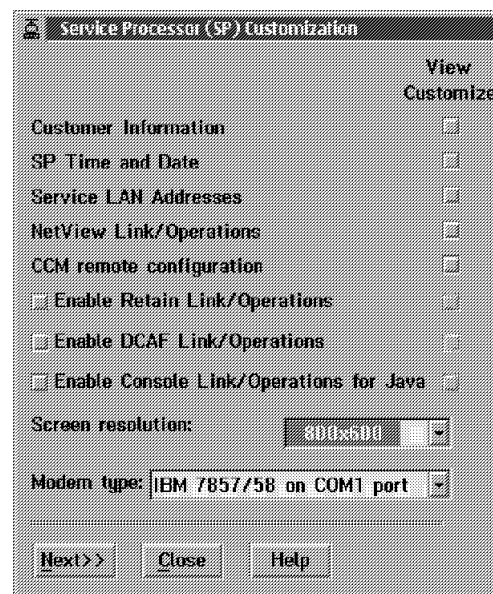 Service Processor (SP) Customization
View
Customize
Customer Information
SP Time and Date
Service LAN Addresses
NetView Link/Operations
CCM remote configuration
Enable Retain Link/Operations
Enable DCAF Link/Operations
Enable Console Link/Operations for Java
Screen resolution: 800x600
Modem type: IBM 7857/58 on COM1 port
Next>> Close Help